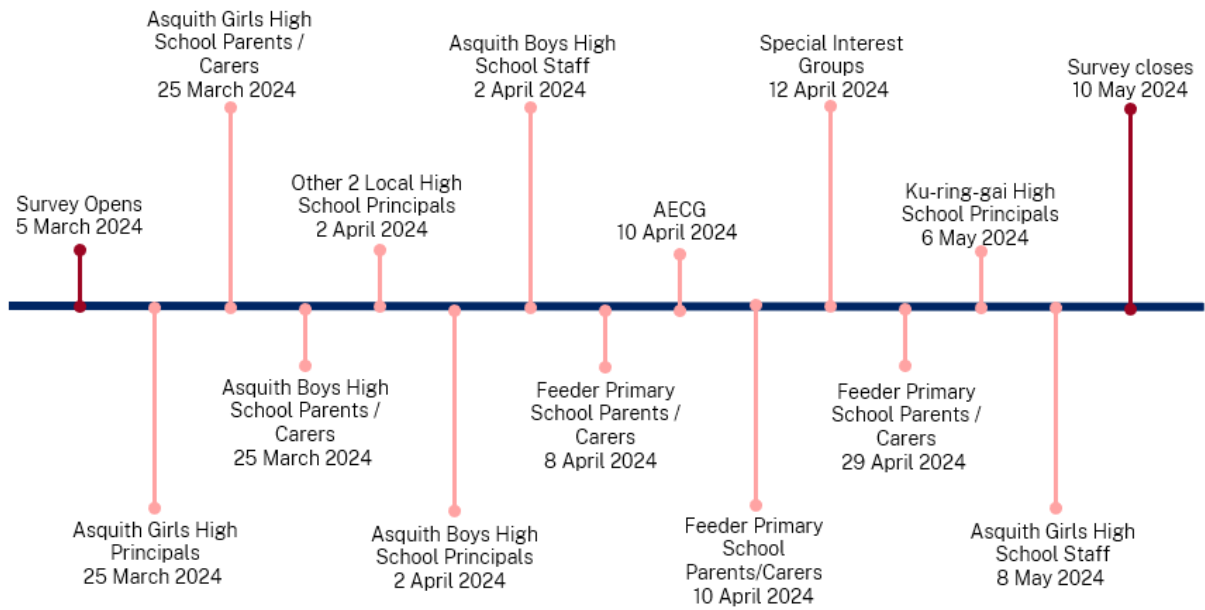 Survey Opens
5 March 2024
Asquith Girls High
Principals
25 March 2024
Asquith Girls High
School Parents /
Carers
25 March 2024
Asquith Boys High
School Parents /
Carers
25 March 2024
Other 2 Local High
School Principals
2 April 2024
Asquith Boys High
School Principals
2 April 2024
Asquith Boys High
School Staff
2 April 2024
Feeder Primary
School Parents /
Carers
8 April 2024
AECG
10 April 2024
Feeder Primary
School
Parents/Carers
10 April 2024
Special Interest
Groups
12 April 2024
Feeder Primary
School Parents /
Carers
29 April 2024
Ku-ring-gai High
School Principals
6 May 2024
Asquith Girls High
School Staff
8 May 2024
Survey closes
10 May 2024